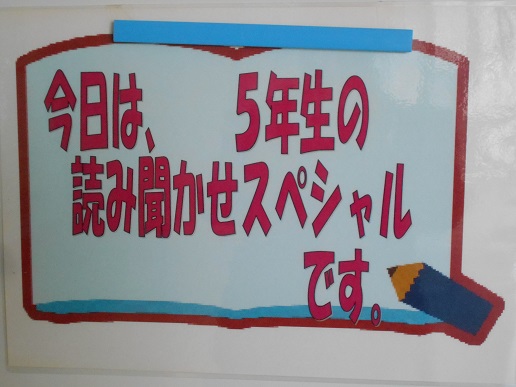 今日は、 5年生の
読み聞かせスペシャル
です。